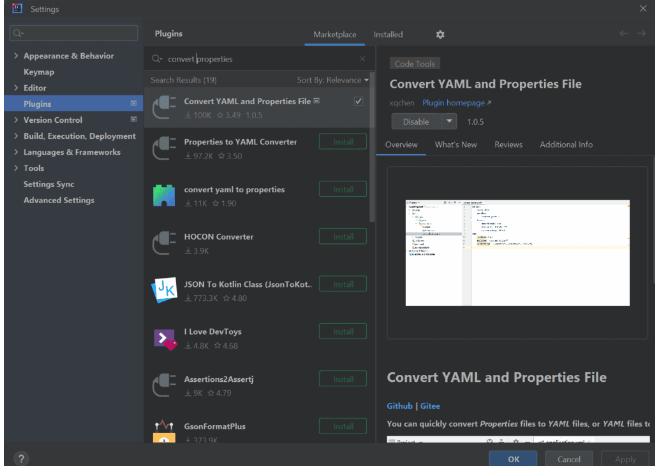 Settings
Plugins
Marketplace
Installed
Appearance & Behavior
Keymap
Editor
Plugins
Version Control
Build, Execution, Deployment
Languages & Frameworks
Tools
Settings Sync
Advanced Settings
convert properties
Search Results (19)
Sort By: Relevance
Convert YAML and Properties File
100K 3.49 1.0.5
Properties to YAML Converter
97.2K 3.50
Install
convert yaml to properties
11K 1.90
Install
HOCON Converter
3.9K
Install
JSON To Kotlin Class (JsonToKot..
773.3K 4.80
Install
I Love DevToys
4.8K 4.68
Install
Assertions2Assertj
9K 4.79
Install
GsonFormatPlus
373.9K
Install
Code Tools
Convert YAML and Properties File
xqchen Plugin homepage
Disable
1.0.5
Overview
What's New
Reviews
Additional Info
Convert YAML and Properties File
Github | Gitee
You can quickly convert Properties files to YAML files, or YAML files to
?
OK
Cancel
Apply